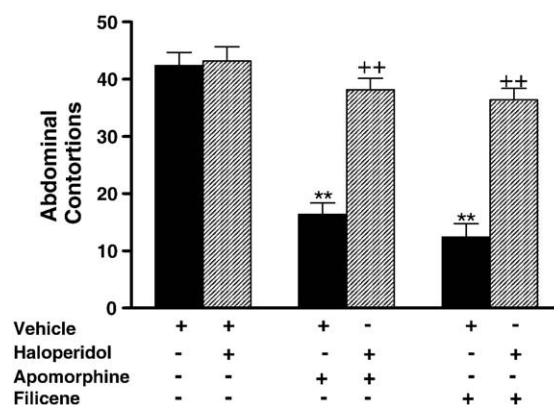 50
40
30
20
10
0
Abdominal
Contortions
++
++
**
**
Vehicle + + + - + -
Haloperidol - + - + - +
Apomorphine - - + + - -
Filicene - - - - + +